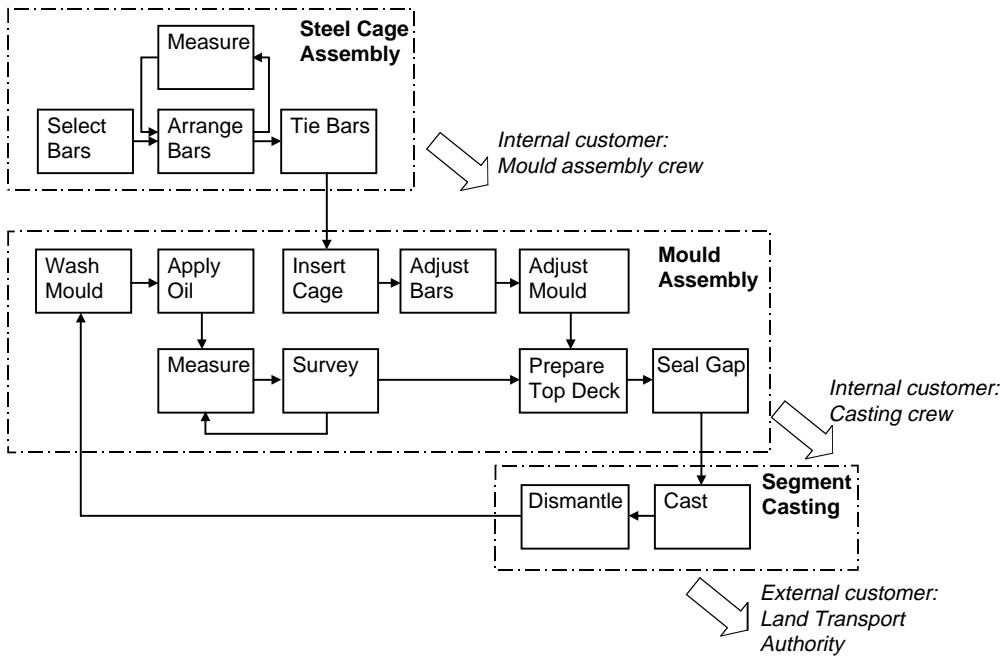 Steel Cage
Assembly
Measure
Select
Bars
Arrange
Bars
Tie Bars
Internal customer:
Mould assembly crew
Mould
Assembly
Wash
Mould
Apply
Oil
Insert
Cage
Adjust
Bars
Adjust
Mould
Measure
Survey
Prepare
Top Deck
Seal Gap
Internal customer:
Casting crew
Segment
Casting
Dismantle
Cast
External customer:
Land Transport
Authority